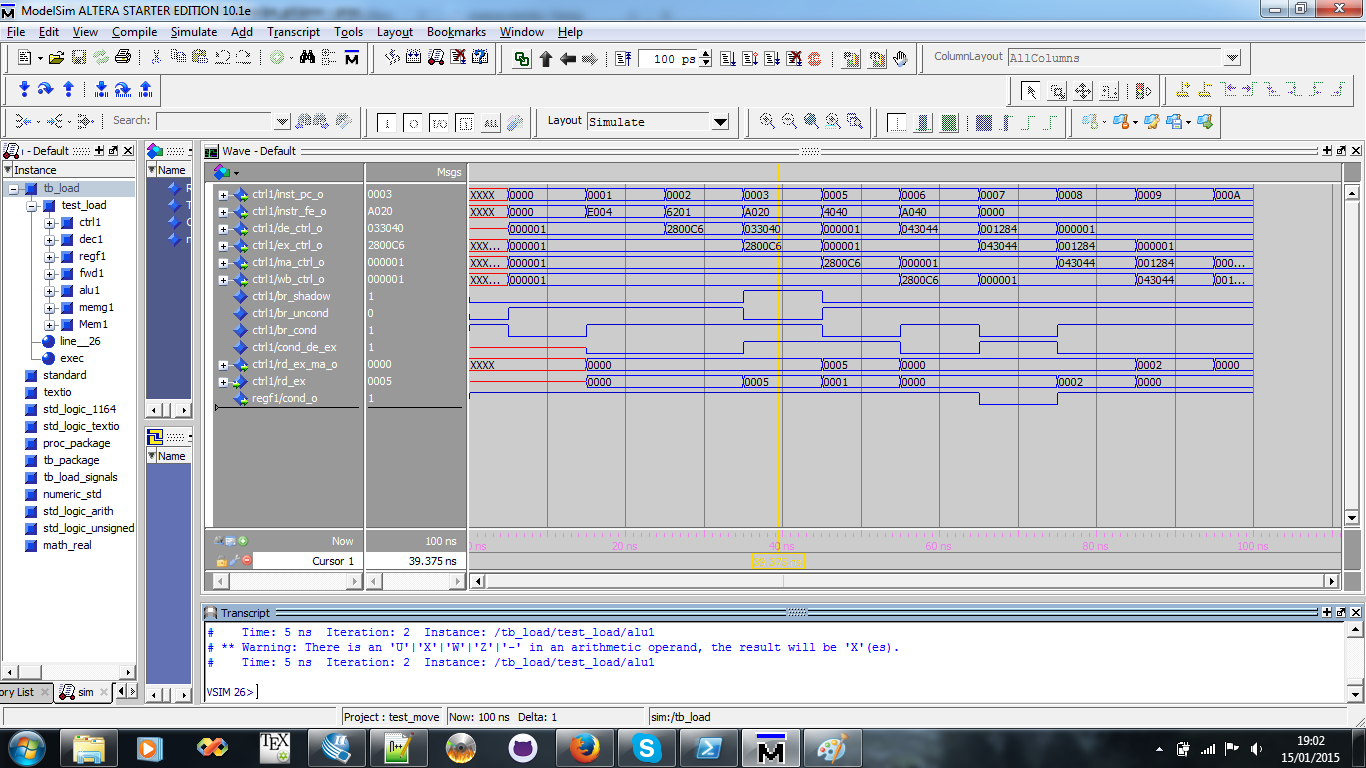 ModelSim ALTERA STARTER EDITION 10.1e
File Edit View Compile Simulate Add Transcript Tools Layout Bookmarks Window Help
100 ps ColumnLayout AllColumns
Search: Layout Simulate
- Default
Instance
tb_load
test_load
ctrl1
dec1
regf1
fwd1
alu1
memg1
Mem1
line__26
exec
standard
textio
std_logic_1164
std_logic_textio
proc_package
tb_package
tb_load_signals
numeric_std
std_logic_arith
std_logic_unsigned
math_real
ory List sim
Name
Name
Wave - Default
Msgs
ctrl1/inst_pc_o 0003 XXXX 0000 0001 0002 0003 0005 0006 0007 0008 0009 000A
ctrl1/instr_fe_o A020 XXXX 0000 E004 6201 A020 4040 A040 0000
ctrl1/de_ctrl_o 033040 000001 2800C6 033040 000001 043044 001284 000001
ctrl1/ex_ctrl_o 2800C6 XXX... 000001 2800C6 000001 043044 001284 000001
ctrl1/ma_ctrl_o 000001 XXX... 000001 2800C6 000001 043044 001284 000...
ctrl1/wb_ctrl_o 000001 XXX... 000001 2800C6 000001 043044 001...
ctrl1/br_shadow 1
ctrl1/br_uncond 0
ctrl1/br_cond 1
ctrl1/cond_de_ex 1
ctrl1/rd_ex_ma_o 0000 XXXX 0000 0005 0000 0002 0000
ctrl1/rd_ex 0005 0000 0005 0001 0000 0002 0000
regf1/cond_o 1
Now 100 ns ns 20 ns 40 ns 60 ns 80 ns 100 ns
Cursor 1 39.375 ns 39.375 ns
Transcript
# Time: 5 ns Iteration: 2 Instance: /tb_load/test_load/alu1
# ** Warning: There is an 'U'|'X'|'W'|'Z'|'-' in an arithmetic operand, the result will be 'X'(es).
# Time: 5 ns Iteration: 2 Instance: /tb_load/test_load/alu1
VSIM 26>
Project : test_move Now: 100 ns Delta: 1 sim:/tb_load
19:02
15/01/2015